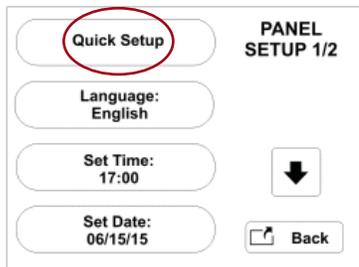 Quick Setup
PANEL
SETUP 1/2
Language:
English
Set Time:
17:00
Set Date:
06/15/15
Back